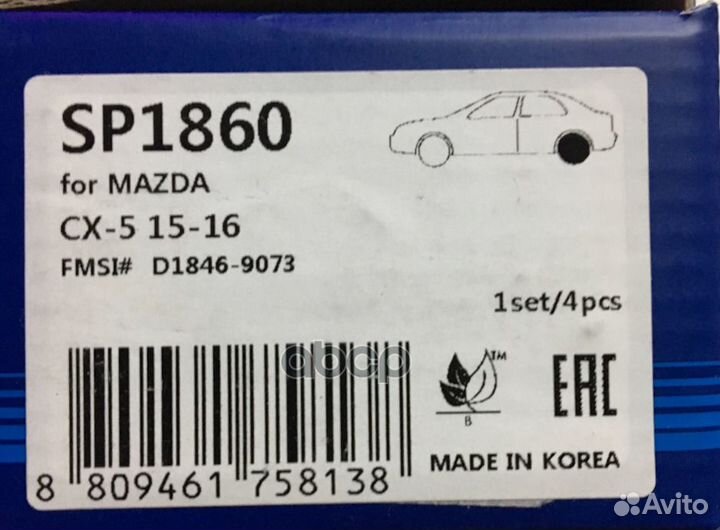 SP1860
for MAZDA
CX-5 15-16
FMSI# D1846-9073
1set/4pcs
abcp
TM
B
EAC
MADE IN KOREA
8 809461 758138
Avito